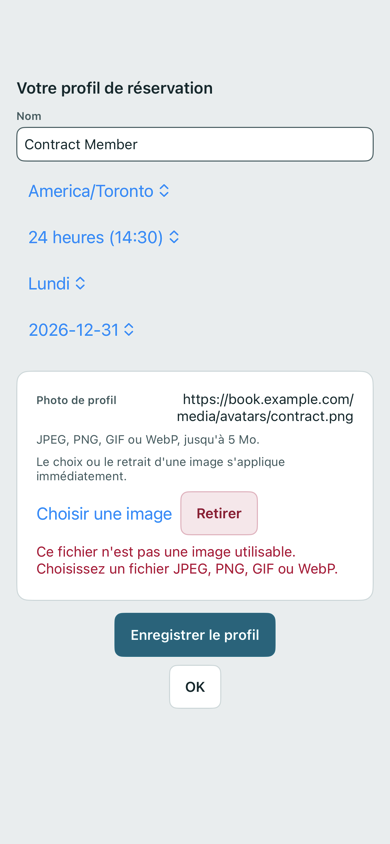 Votre profil de réservation
Nom
Contract Member
America/Toronto
24 heures (14:30)
Lundi
2026-12-31
Photo de profil
https://book.example.com/
media/avatars/contract.png
JPEG, PNG, GIF ou WebP, jusqu'à 5 Mo.
Le choix ou le retrait d'une image s'applique
immédiatement.
Choisir une image
Retirer
Ce fichier n'est pas une image utilisable.
Choisissez un fichier JPEG, PNG, GIF ou WebP.
Enregistrer le profil
OK